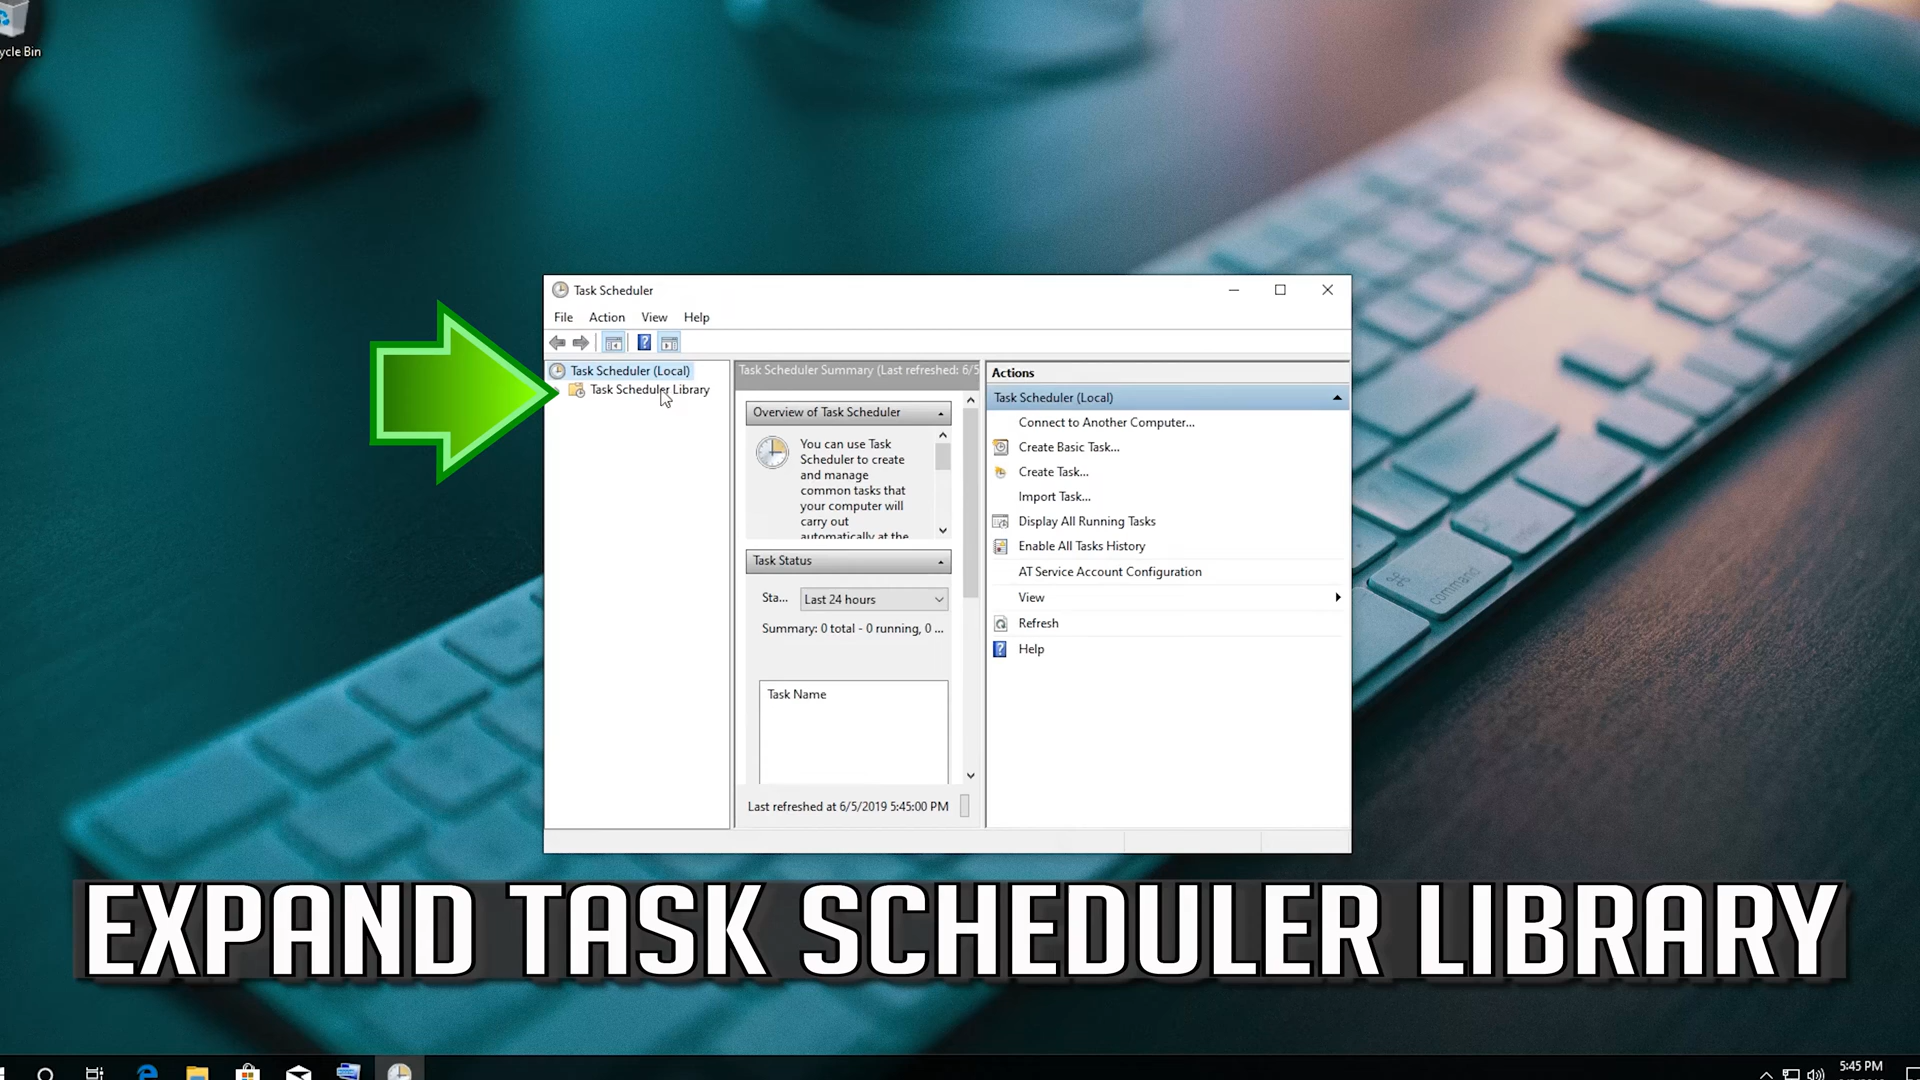 ycle Bin
Task Scheduler
File Action View Help
Task Scheduler (Local)
Task Scheduler Library
Task Scheduler Summary (Last refreshed: 6/5
Overview of Task Scheduler
You can use Task
Scheduler to create
and manage
common tasks that
your computer will
carry out
automatically at the
Task Status
Sta... Last 24 hours
Summary: 0 total - 0 running, 0 ...
Task Name
Last refreshed at 6/5/2019 5:45:00 PM
Actions
Task Scheduler (Local)
Connect to Another Computer...
Create Basic Task...
Create Task...
Import Task...
Display All Running Tasks
Enable All Tasks History
AT Service Account Configuration
View
Refresh
Help
command
EXPAND TASK SCHEDULER LIBRARY
5:45 PM